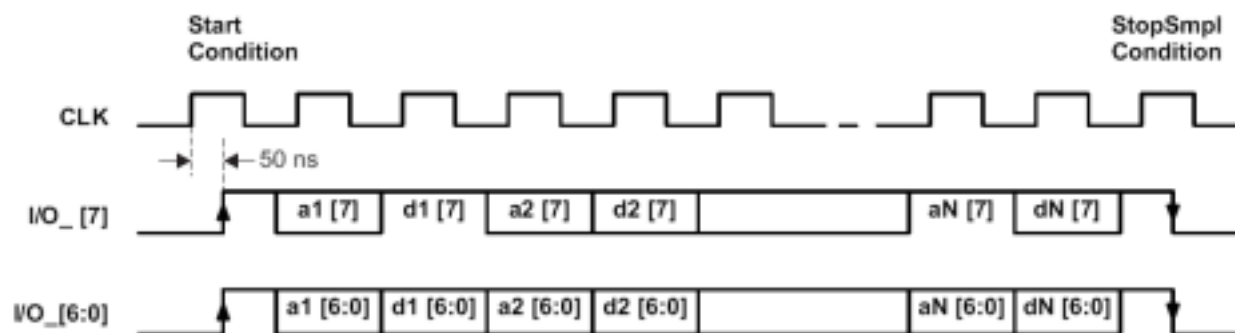 Start
Condition
StopSmpl
Condition
CLK
50 ns
I/O_ [7]
a1 [7] d1 [7] a2 [7] d2 [7] aN [7] dN [7]
I/O_[6:0]
a1 [6:0] d1 [6:0] a2 [6:0] d2 [6:0] aN [6:0] dN [6:0]